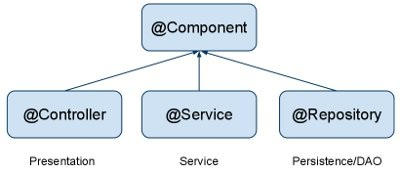 @Component
@Controller
@Service
@Repository
Presentation
Service
Persistence/DAO